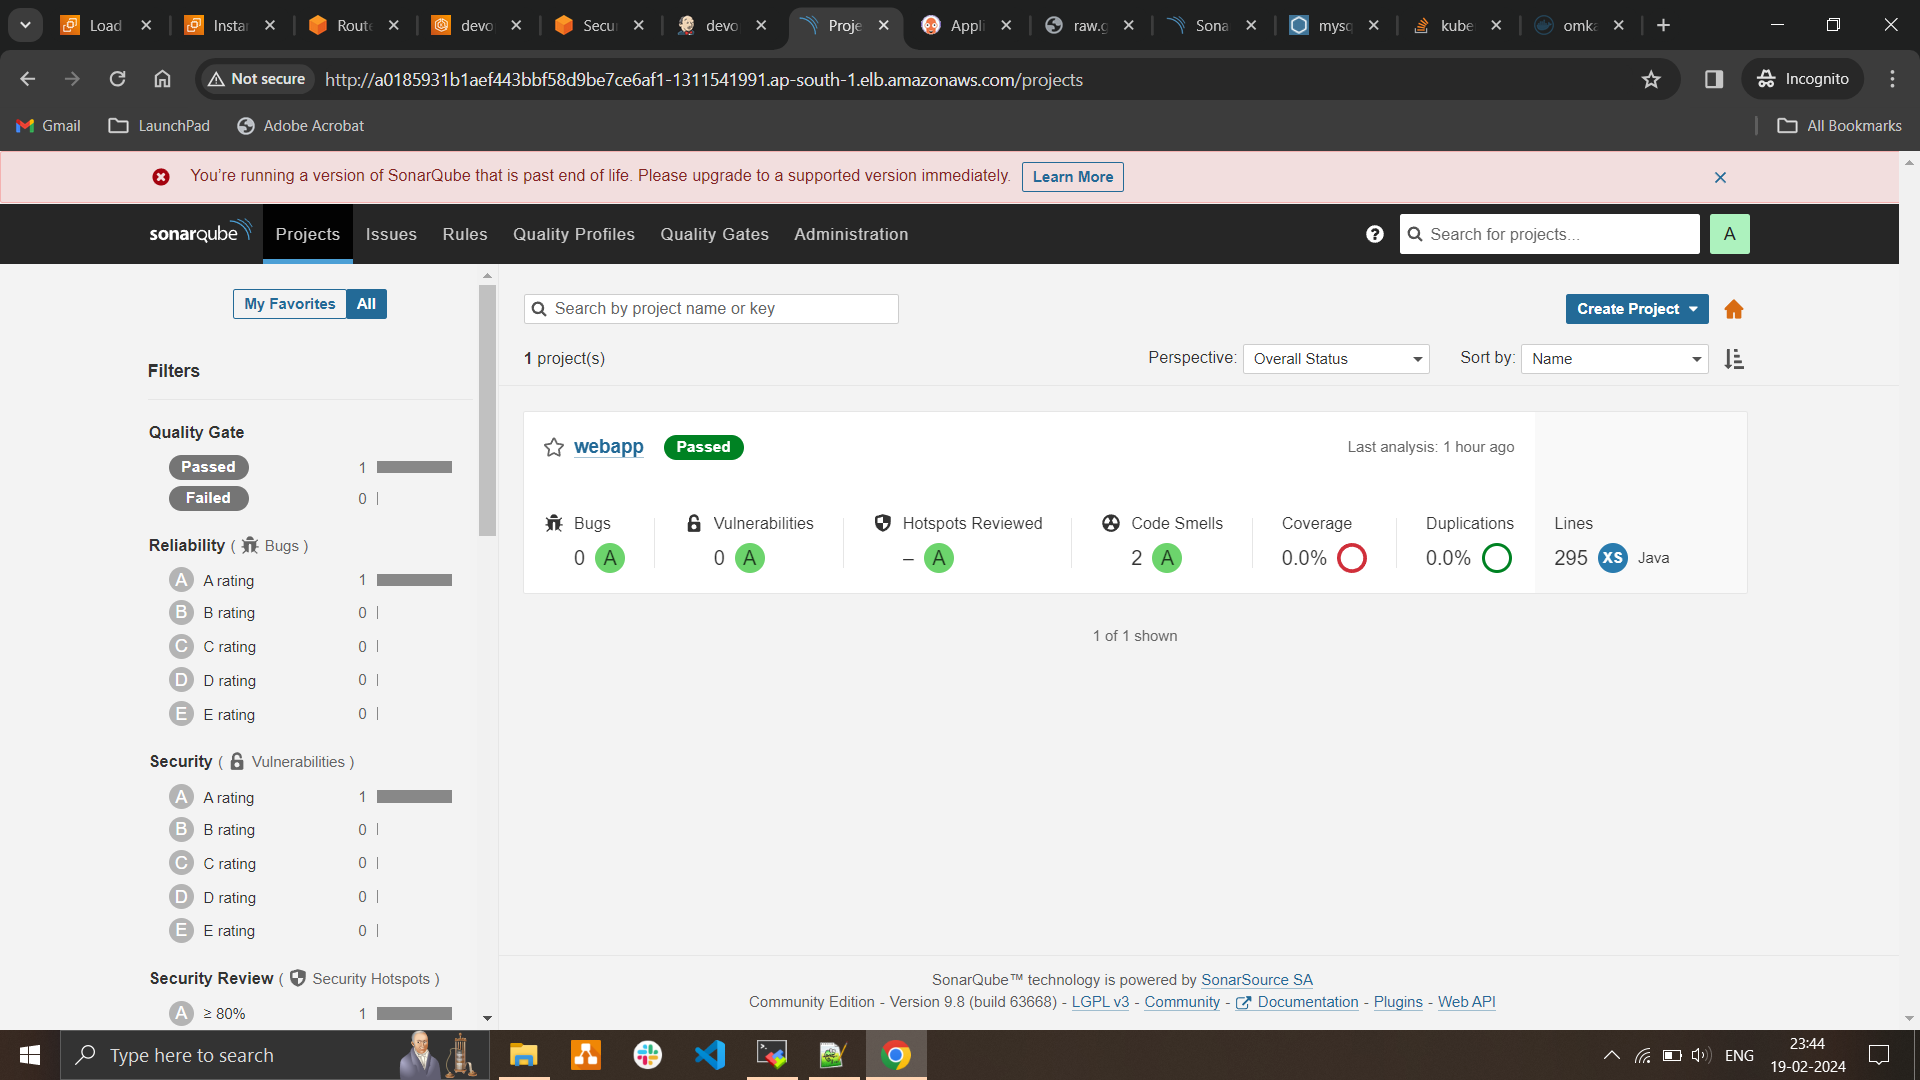 Load
Instan
Route
devo
Secur
devo
Proje
Appli
raw.g
Sona
mysq
kube
omka
Not secure
http://a0185931b1aef443bbf58d9be7ce6af1-1311541991.ap-south-1.elb.amazonaws.com/projects
Incognito
Gmail
LaunchPad
Adobe Acrobat
All Bookmarks
You're running a version of SonarQube that is past end of life. Please upgrade to a supported version immediately.
Learn More
sonarqube
Projects
Issues
Rules
Quality Profiles
Quality Gates
Administration
Search for projects...
A
My Favorites
All
Search by project name or key
Create Project
1 project(s)
Perspective:
Overall Status
Sort by:
Name
Filters
Quality Gate
Passed 1
Failed 0
Reliability ( Bugs )
A A rating 1
B B rating 0
C C rating 0
D D rating 0
E E rating 0
Security ( Vulnerabilities )
A A rating 1
B B rating 0
C C rating 0
D D rating 0
E E rating 0
Security Review ( Security Hotspots )
A ≥ 80% 1
webapp
Passed
Last analysis: 1 hour ago
Bugs
0 A
Vulnerabilities
0 A
Hotspots Reviewed
– A
Code Smells
2 A
Coverage
0.0%
Duplications
0.0%
Lines
295 XS Java
1 of 1 shown
SonarQube™ technology is powered by SonarSource SA
Community Edition - Version 9.8 (build 63668) - LGPL v3 - Community - Documentation - Plugins - Web API
Type here to search
ENG
23:44
19-02-2024